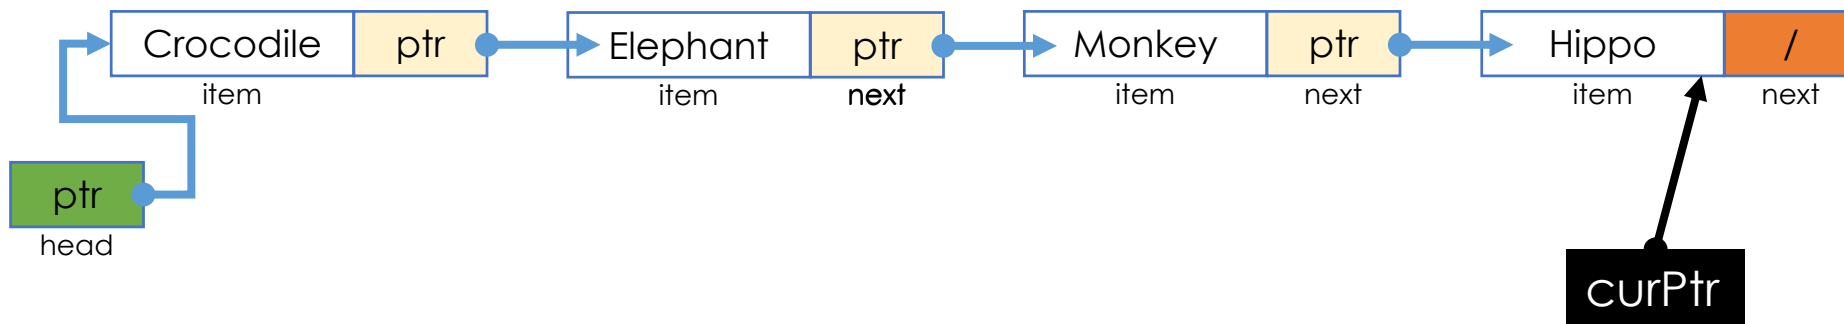 Crocodile ptr Elephant ptr Monkey ptr Hippo /
item item next item next item next
ptr
head
curPtr